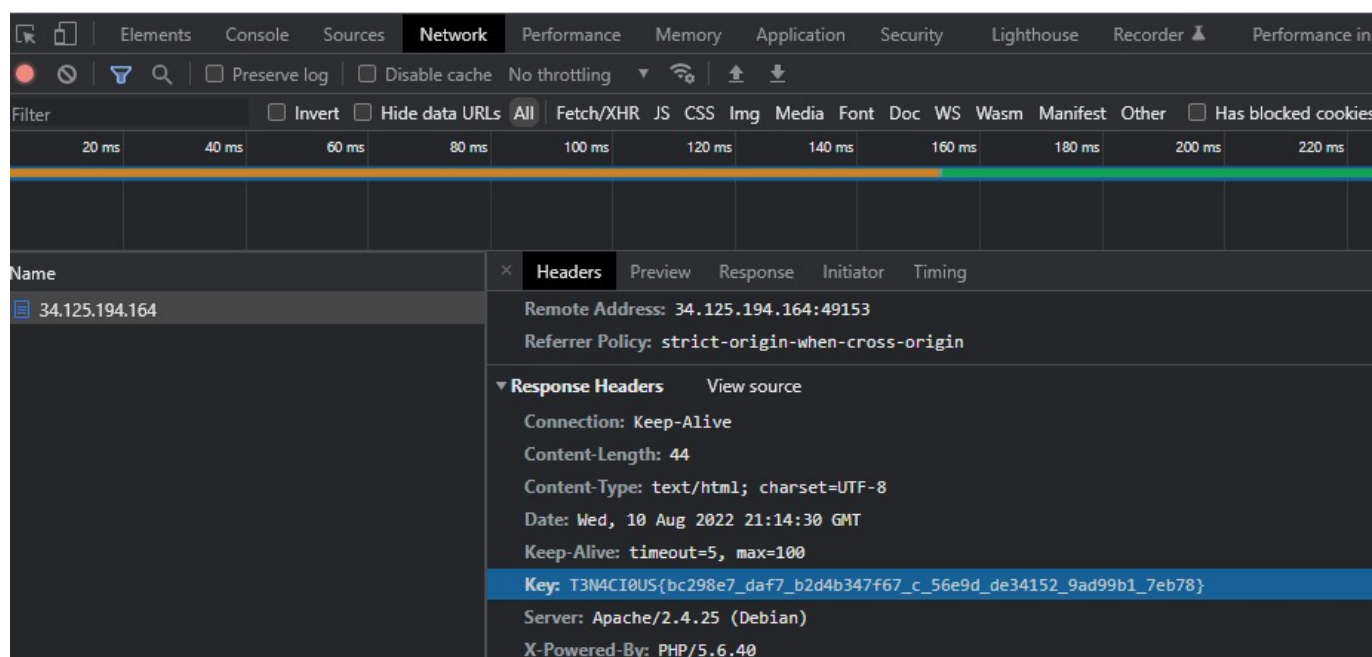 Elements Console Sources Network Performance Memory Application Security Lighthouse Recorder Performance in
Preserve log Disable cache No throttling
Filter Invert Hide data URLs All Fetch/XHR JS CSS Img Media Font Doc WS Wasm Manifest Other Has blocked cookies
20 ms 40 ms 60 ms 80 ms 100 ms 120 ms 140 ms 160 ms 180 ms 200 ms 220 ms
Name × Headers Preview Response Initiator Timing
34.125.194.164
Remote Address: 34.125.194.164:49153
Referrer Policy: strict-origin-when-cross-origin
Response Headers View source
Connection: Keep-Alive
Content-Length: 44
Content-Type: text/html; charset=UTF-8
Date: Wed, 10 Aug 2022 21:14:30 GMT
Keep-Alive: timeout=5, max=100
Key: T3N4CI0US{bc298e7_daf7_b2d4b347f67_c_56e9d_de34152_9ad99b1_7eb78}
Server: Apache/2.4.25 (Debian)
X-Powered-By: PHP/5.6.40